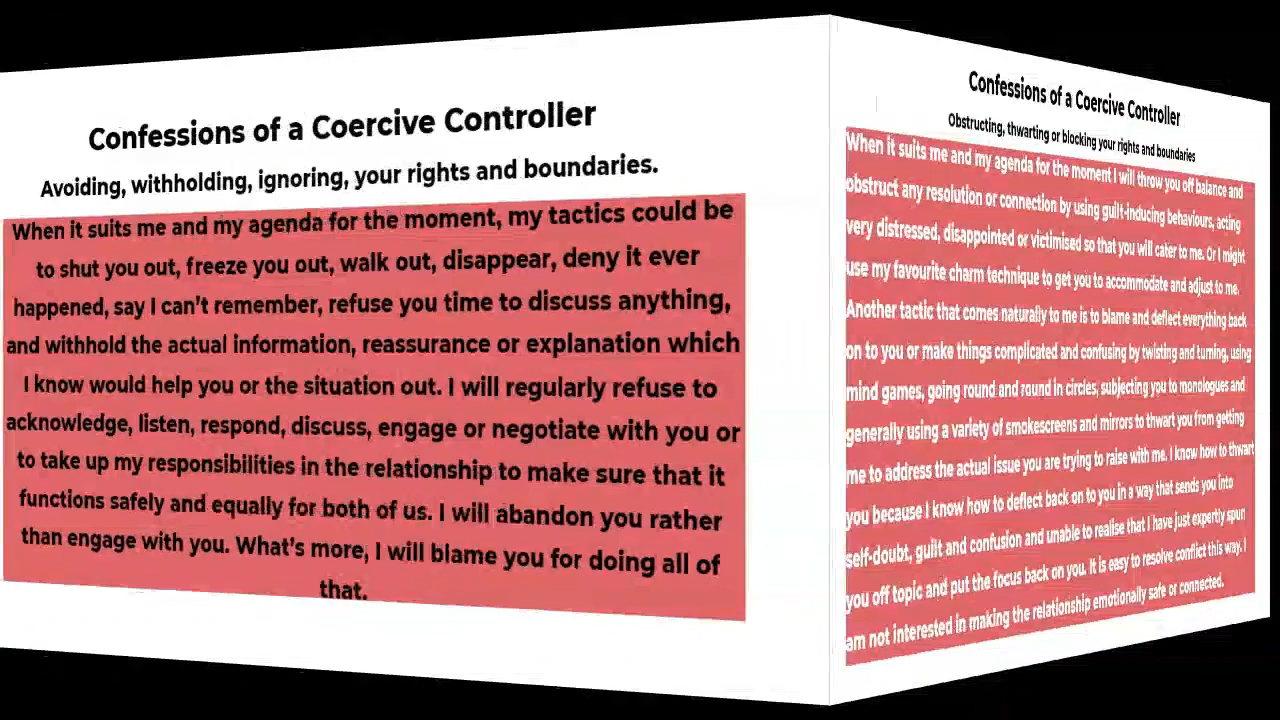 Confessions of a Coercive Controller
Avoiding, withholding, ignoring, your rights and boundaries.
When it suits me and my agenda for the moment, my tactics could be
to shut you out, freeze you out, walk out, disappear, deny it ever
happened, say I can't remember, refuse you time to discuss anything,
and withhold the actual information, reassurance or explanation which
I know would help you or the situation out. I will regularly refuse to
acknowledge, listen, respond, discuss, engage or negotiate with you or
to take up my responsibilities in the relationship to make sure that it
functions safely and equally for both of us. I will abandon you rather
than engage with you. What's more, I will blame you for doing all of
that.
Confessions of a Coercive Controller
Obstructing, thwarting or blocking your rights and boundaries
When it suits me and my agenda for the moment I will throw you off balance and
obstruct any resolution or connection by using guilt-inducing behaviours, acting
very distressed, disappointed or victimised so that you will cater to me. Or I might
use my favourite charm technique to get you to accommodate and adjust to me.
Another tactic that comes naturally to me is to blame and deflect everything back
on to you or make things complicated and confusing by twisting and turning, using
mind games, going round and round in circles, subjecting you to monologues and
generally using a variety of smokescreens and mirrors to thwart you from getting
me to address the actual issue you are trying to raise with me. I know how to thwart
you because I know how to deflect back on to you in a way that sends you into
self-doubt, guilt and confusion and unable to realise that I have just expertly spun
you off topic and put the focus back on you. It is easy to resolve conflict this way. I
am not interested in making the relationship emotionally safe or connected.